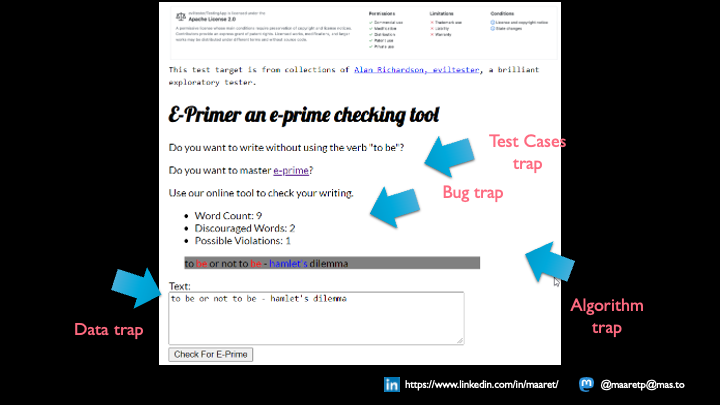 Apache License 2.0
Permissions
Limitations
Conditions
Commercial use
Trademark use
License and copyright notice
Modification
Liability
State changes
Distribution
Warranty
Patent use
Private use
This test target is from collections of Alan Richardson, eviltester, a brilliant
exploratory tester.
E-Primer an e-prime checking tool
Do you want to write without using the verb "to be"?
Test Cases
trap
Do you want to master e-prime?
Use our online tool to check your writing.
Bug trap
Word Count: 9
Discouraged Words: 2
Possible Violations: 1
to be or not to be - hamlet's dilemma
Text:
to be or not to be - hamlet's dilemma
Algorithm
trap
Data trap
Check For E-Prime
in https://www.linkedin.com/in/maaret/ @maaretp@mas.to